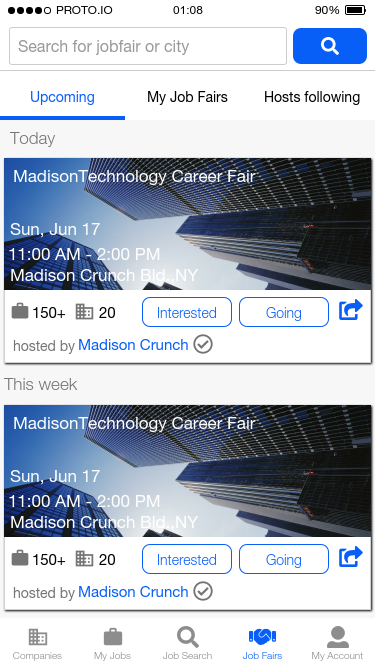 PROTO.IO 01:08 90%
Search for jobfair or city
Upcoming My Job Fairs Hosts following
Today
MadisonTechnology Career Fair
Sun, Jun 17
11:00 AM - 2:00 PM
Madison Crunch Bld.,NY
150+ 20 Interested Going
hosted by Madison Crunch
This week
MadisonTechnology Career Fair
Sun, Jun 17
11:00 AM - 2:00 PM
Madison Crunch Bld.,NY
150+ 20 Interested Going
hosted by Madison Crunch
Companies My Jobs Job Search Job Fairs My Account